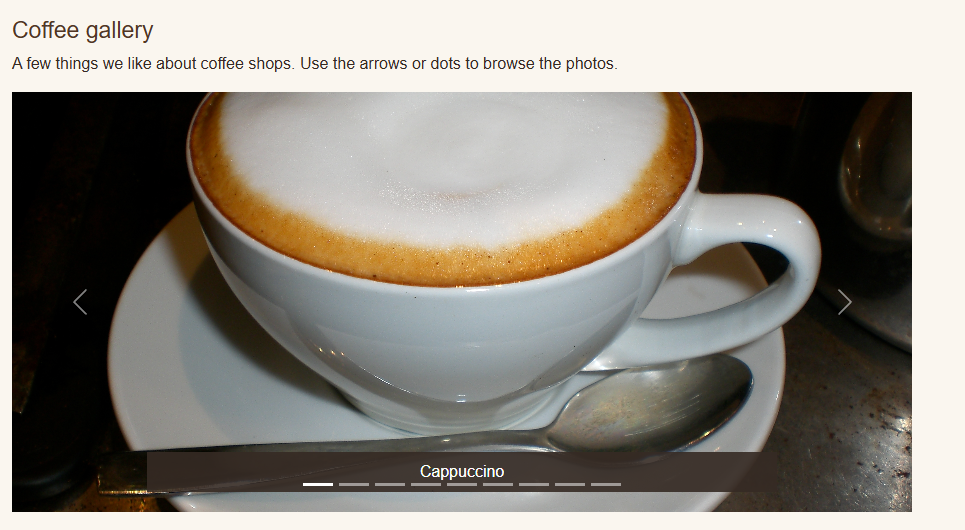 Coffee gallery
A few things we like about coffee shops. Use the arrows or dots to browse the photos.
Cappuccino